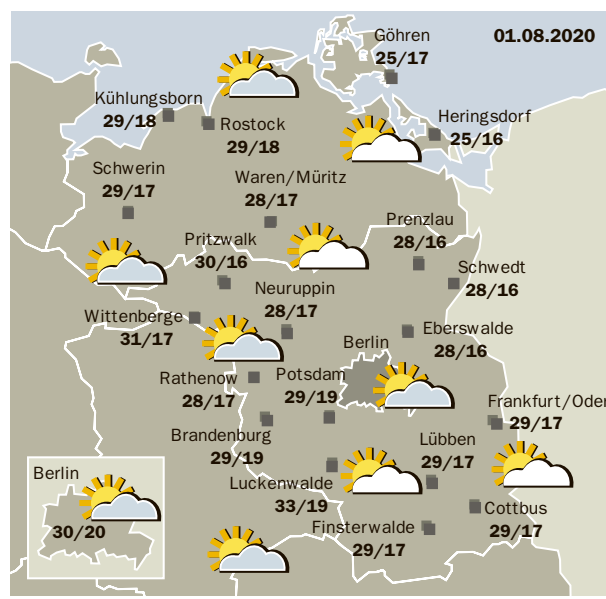 Göhren
25/17
01.08.2020
Kühlungsborn
29/18
Rostock
29/18
Heringsdorf
25/16
Schwerin
29/17
Waren/Müritz
28/17
Prenzlau
28/16
Pritzwalk
30/16
Schwedt
28/16
Neuruppin
28/17
Wittenberge
31/17
Eberswalde
28/16
Berlin
Rathenow
28/17
Potsdam
29/19
Frankfurt/Oder
29/17
Brandenburg
29/19
Lübben
29/17
Luckenwalde
33/19
Cottbus
29/17
Finsterwalde
29/17
Berlin
30/20